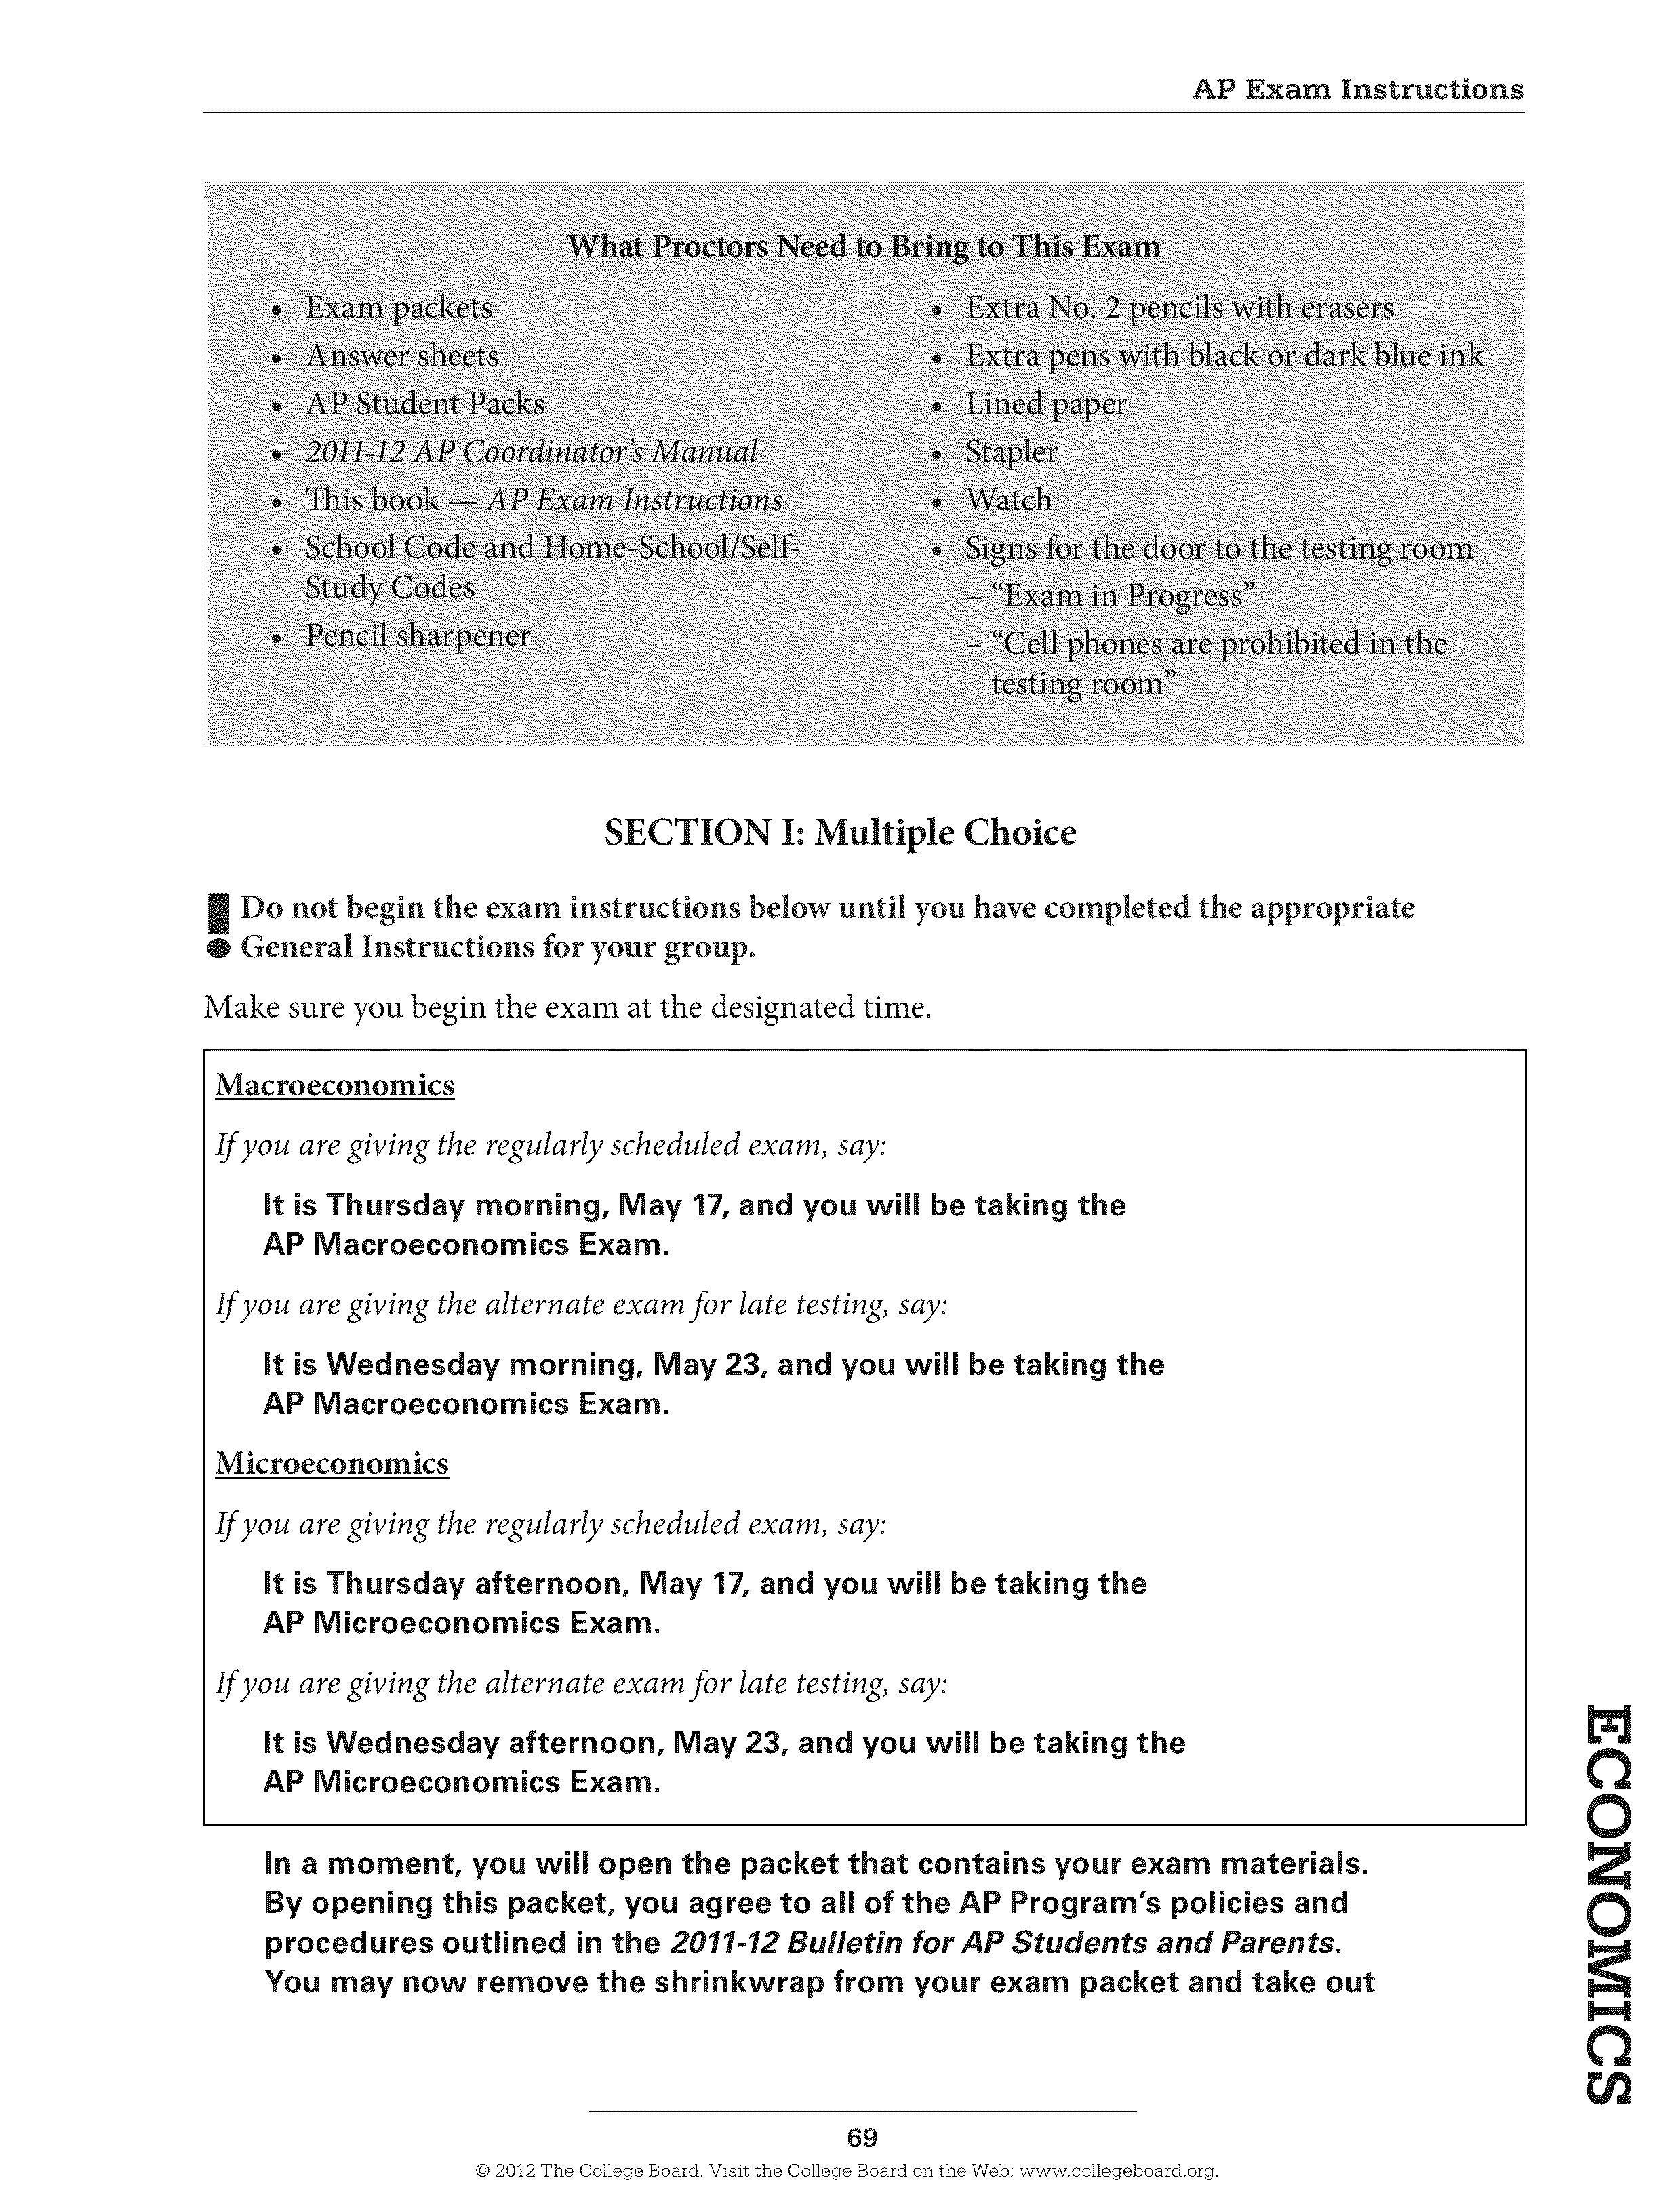 AP Exam Instructions
What Proctors Need to Bring to This Exam
• Exam packets
• Answer sheets
• AP Student Packs
• 2011-12 AP Coordinator's Manual
• This book — AP Exam Instructions
• School Code and Home-School/Self-
Study Codes
• Pencil sharpener
• Extra No. 2 pencils with erasers
• Extra pens with black or dark blue ink
• Lined paper
• Stapler
• Watch
• Signs for the door to the testing room
– “Exam in Progress”
– “Cell phones are prohibited in the
testing room”
SECTION I: Multiple Choice
Do not begin the exam instructions below until you have completed the appropriate
General Instructions for your group.
Make sure you begin the exam at the designated time.
Macroeconomics
If you are giving the regularly scheduled exam, say:
It is Thursday morning, May 17, and you will be taking the
AP Macroeconomics Exam.
If you are giving the alternate exam for late testing, say:
It is Wednesday morning, May 23, and you will be taking the
AP Macroeconomics Exam.
Microeconomics
If you are giving the regularly scheduled exam, say:
It is Thursday afternoon, May 17, and you will be taking the
AP Microeconomics Exam.
If you are giving the alternate exam for late testing, say:
It is Wednesday afternoon, May 23, and you will be taking the
AP Microeconomics Exam.
In a moment, you will open the packet that contains your exam materials.
By opening this packet, you agree to all of the AP Program's policies and
procedures outlined in the 2011-12 Bulletin for AP Students and Parents.
You may now remove the shrinkwrap from your exam packet and take out
ECONOMICS
69
© 2012 The College Board. Visit the College Board on the Web: www.collegeboard.org.